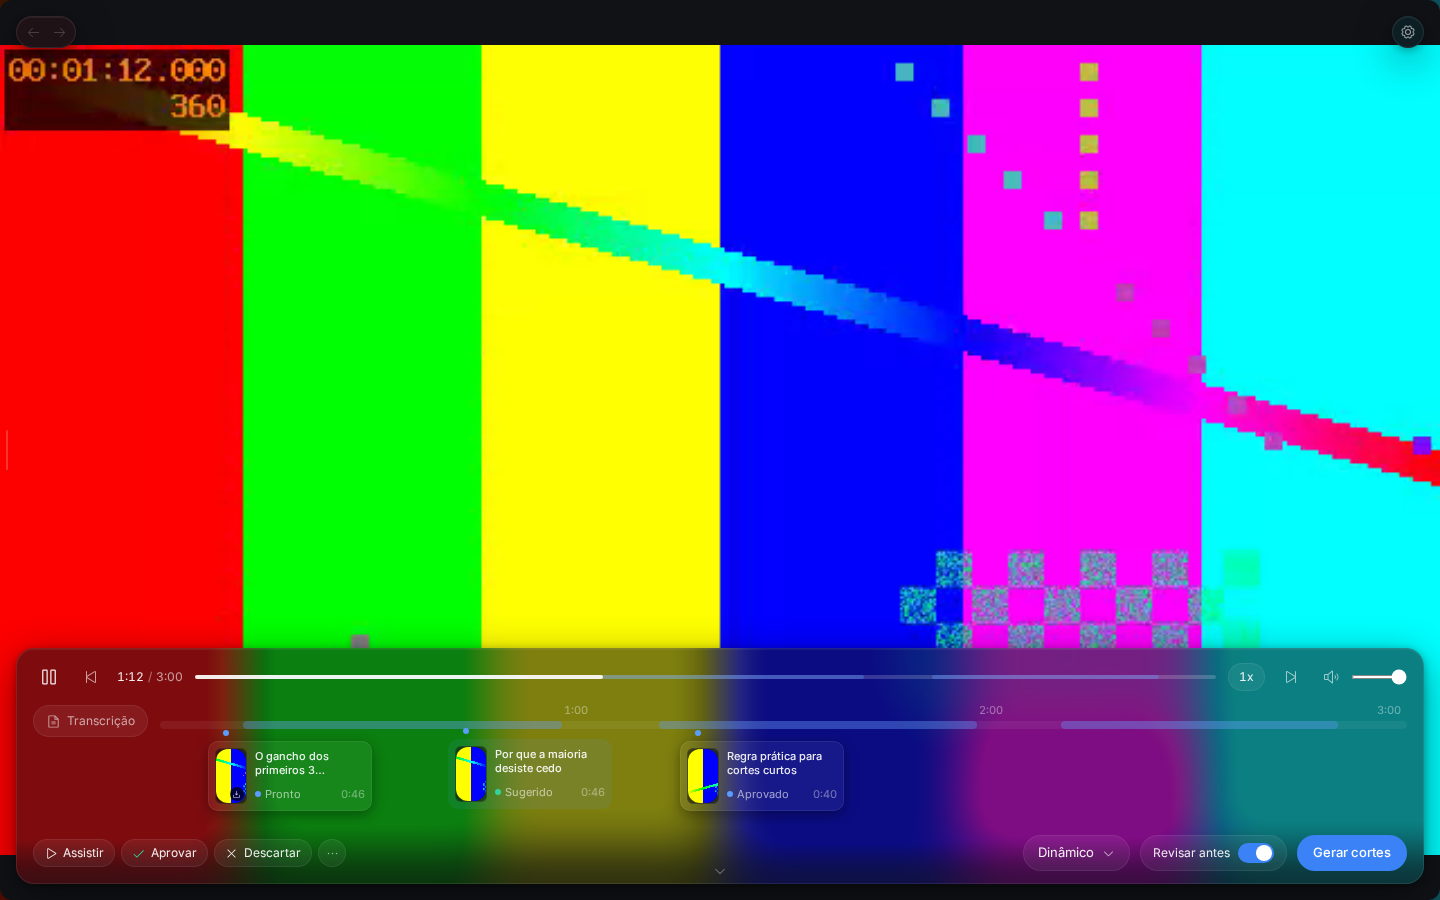 00:01:12.000
360
1:12 / 3:00
1x
Transcrição
1:00
2:00
3:00
O gancho dos
primeiros 3...
Pronto
0:46
Por que a maioria
desiste cedo
Sugerido
0:46
Regra prática para
cortes curtos
Aprovado
0:40
Assistir
Aprovar
Descartar
...
Dinâmico
Revisar antes
Gerar cortes